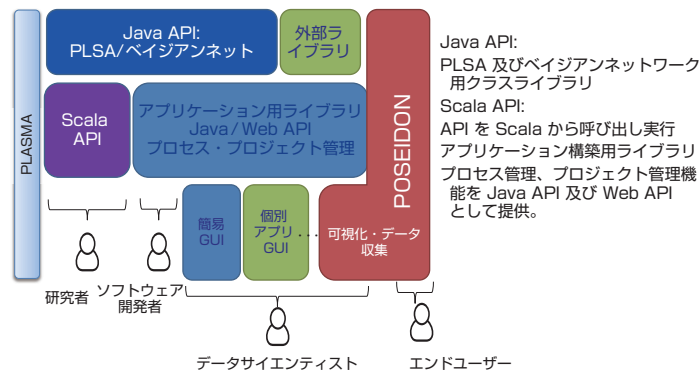 PLASMA
Java API:
PLSA/ベイジアンネット
外部ラ
イブラリ
Scala
API
アプリケーション用ライブラリ
Java/Web API
プロセス・プロジェクト管理
POSEIDON
簡易
GUI
個別
アプリ
GUI
...
可視化・データ
収集
研究者
ソフトウェア
開発者
データサイエンティスト
エンドユーザー
Java API:
PLSA 及びベイジアンネットワーク
用クラスライブラリ
Scala API:
API を Scala から呼び出し実行
アプリケーション構築用ライブラリ
プロセス管理、プロジェクト管理機
能を Java API 及び Web API
として提供。